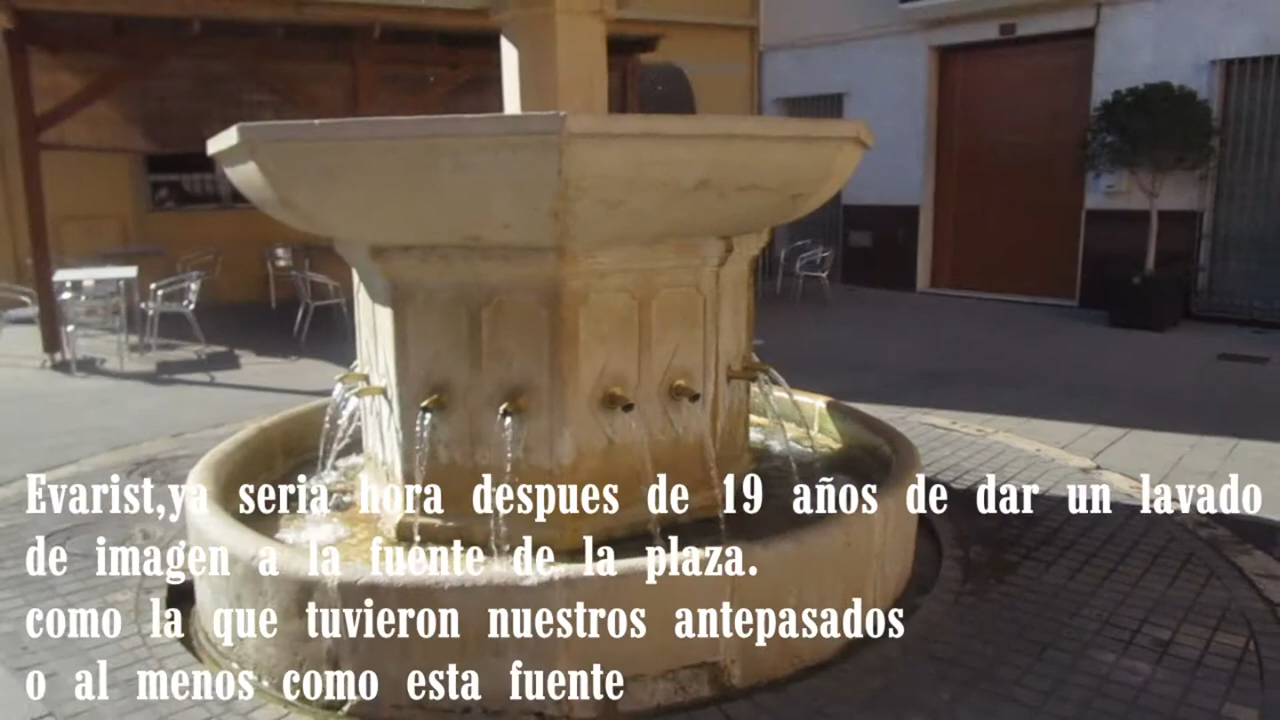 Evarist,ya seria hora despues de 19 años de dar un lavado
de imagen a la fuente de la plaza.
como la que tuvieron nuestros antepasados
o al menos como esta fuente